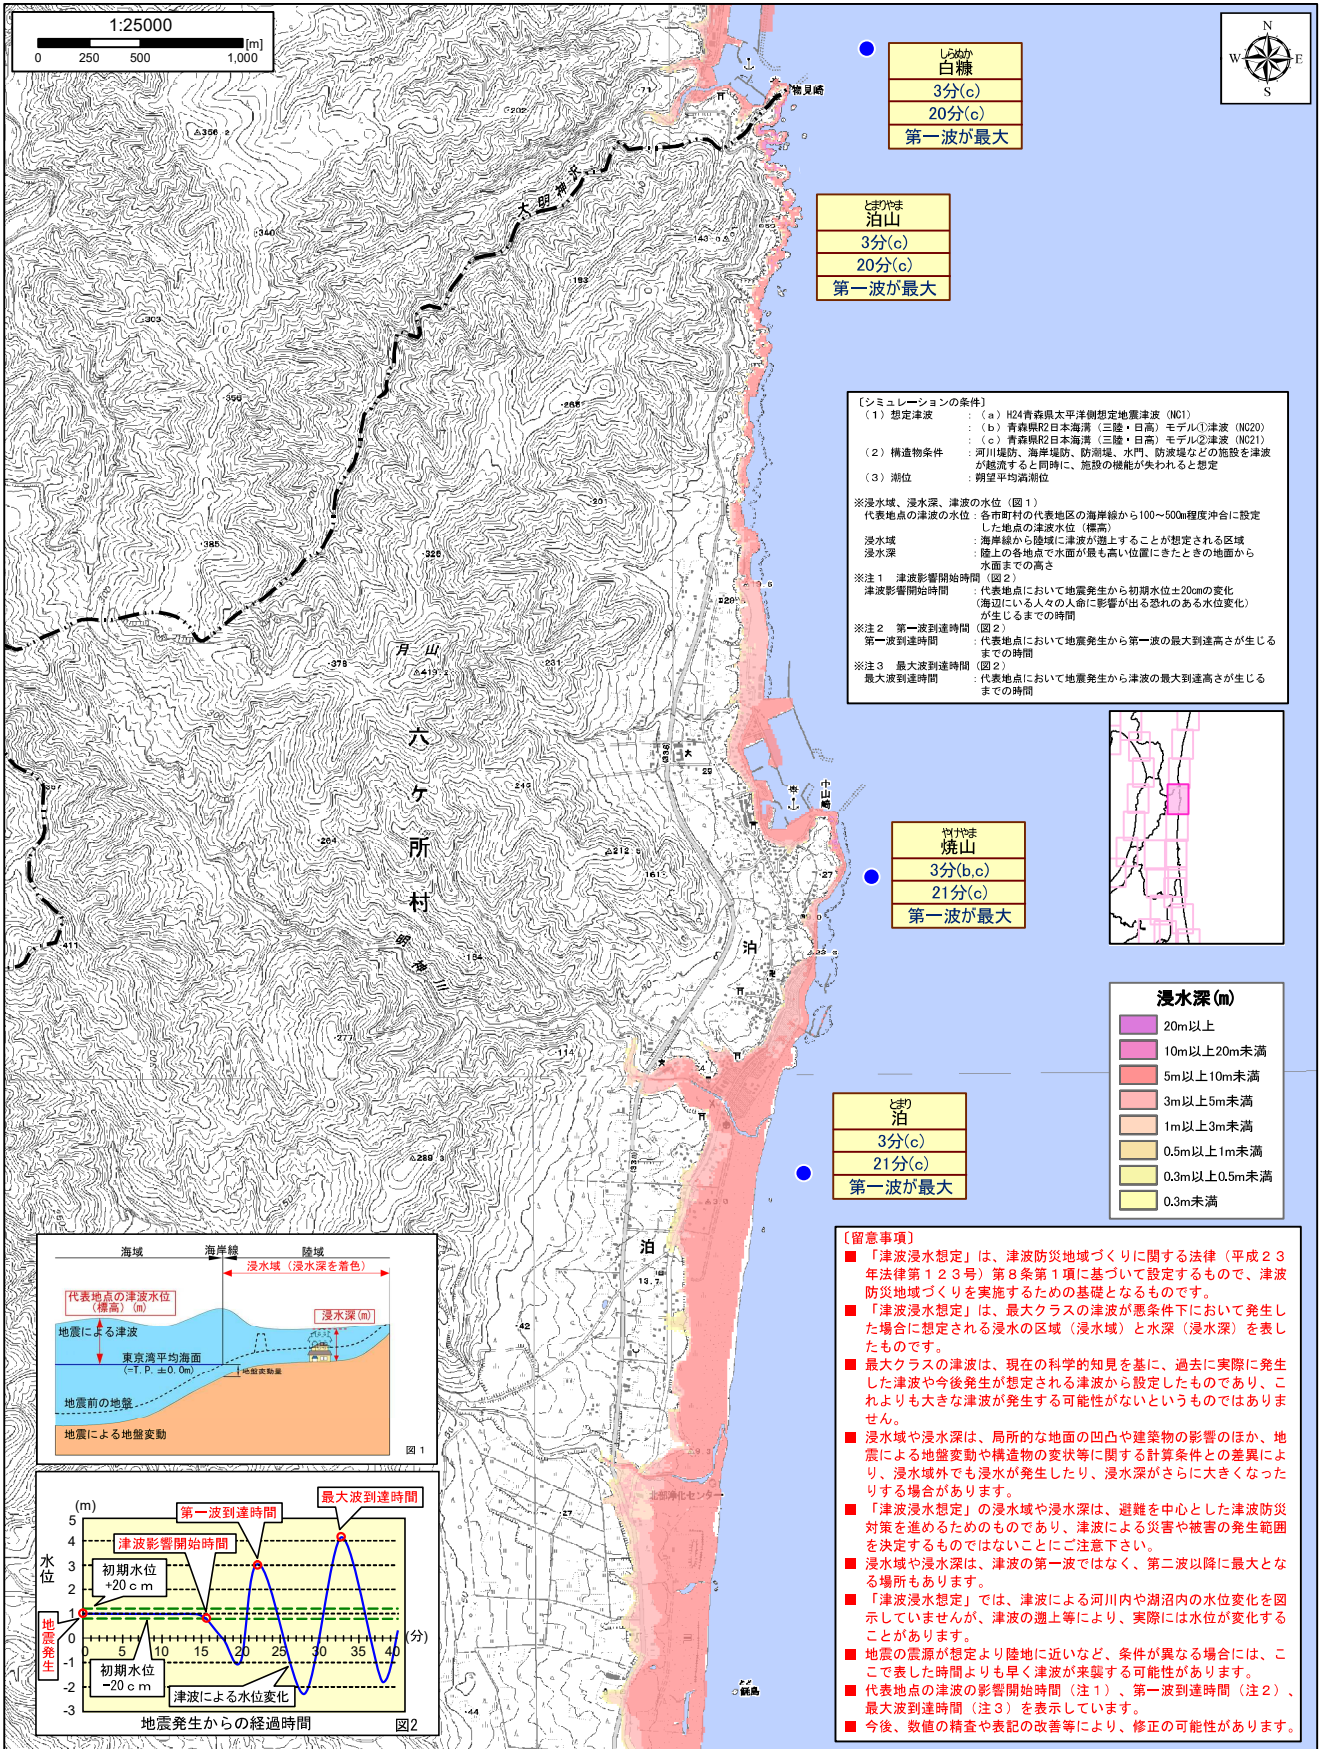 1:25000
[m]
0 250 500 1,000
N
W E
S
しらぬか
白糠
3分(c)
20分(c)
第一波が最大
物見崎
とまりやま
泊山
3分(c)
20分(c)
第一波が最大
大明神沢
〔シミュレーションの条件〕
（1）想定津波 ：（a）H24青森県太平洋側想定地震津波（NC1）
：（b）青森県R2日本海溝（三陸・日高）モデル①津波（NC20）
：（c）青森県R2日本海溝（三陸・日高）モデル②津波（NC21）
（2）構造物条件 ：河川堤防、海岸堤防、防潮堤、水門、防波堤などの施設を津波
が越流すると同時に、施設の機能が失われると想定
（3）潮位 ：朔望平均満潮位
※浸水域、浸水深、津波の水位（図1）
代表地点の津波の水位：各市町村の代表地区の海岸線から100～500m程度沖合に設定
した地点の津波水位（標高）
浸水域 ：海岸線から陸域に津波が遡上することが想定される区域
浸水深 ：陸上の各地点で水面が最も高い位置にきたときの地面から
水面までの高さ
※注1 津波影響開始時間（図2）
津波影響開始時間 ：代表地点において地震発生から初期水位±20cmの変化
（海辺にいる人々の人命に影響が出る恐れのある水位変化）
が生じるまでの時間
※注2 第一波到達時間（図2）
第一波到達時間 ：代表地点において地震発生から第一波の最大到達高さが生じる
までの時間
※注3 最大波到達時間（図2）
最大波到達時間 ：代表地点において地震発生から津波の最大到達高さが生じる
までの時間
月山
六ヶ所村
明神川
中山崎
やけやま
焼山
3分(b,c)
21分(c)
第一波が最大
泊
浸水深(m)
20m以上
10m以上20m未満
5m以上10m未満
3m以上5m未満
1m以上3m未満
0.5m以上1m未満
0.3m以上0.5m未満
0.3m未満
とまり
泊
3分(c)
21分(c)
第一波が最大
泊
北部浄化センター
海域 海岸線 陸域
浸水域（浸水深を着色）
代表地点の津波水位
（標高）(m)
浸水深(m)
地震による津波
東京湾平均海面
(=T.P.±0.0m)
地盤変動量
地震前の地盤
地震による地盤変動
図1
(m)
最大波到達時間
第一波到達時間
津波影響開始時間
水位
初期水位
+20cm
地震発生
初期水位
-20cm
津波による水位変化
5
4
3
2
1
0
-1
-2
-3
0 5 10 15 20 25 30 35 40
(分)
地震発生からの経過時間
図2
〔留意事項〕
■ 「津波浸水想定」は、津波防災地域づくりに関する法律（平成23
年法律第123号）第8条第1項に基づいて設定するもので、津波
防災地域づくりを実施するための基礎となるものです。
■ 「津波浸水想定」は、最大クラスの津波が悪条件下において発生し
た場合に想定される浸水の区域（浸水域）と水深（浸水深）を表し
たものです。
■ 最大クラスの津波は、現在の科学的知見を基に、過去に実際に発生
した津波や今後発生が想定される津波から設定したものであり、こ
れよりも大きな津波が発生する可能性がないというものではありま
せん。
■ 浸水域や浸水深は、局所的な地面の凹凸や建築物の影響のほか、地
震による地盤変動や構造物の変状等に関する計算条件との差異によ
り、浸水域外でも浸水が発生したり、浸水深がさらに大きくなった
りする場合があります。
■ 「津波浸水想定」の浸水域や浸水深は、避難を中心とした津波防災
対策を進めるためのものであり、津波による災害や被害の発生範囲
を決定するものではないことにご注意下さい。
■ 浸水域や浸水深は、津波の第一波ではなく、第二波以降に最大とな
る場所もあります。
■ 「津波浸水想定」では、津波による河川内や湖沼内の水位変化を図
示していませんが、津波の遡上等により、実際には水位が変化する
ことがあります。
■ 地震の震源が想定より陸地に近いなど、条件が異なる場合には、こ
こで表した時間よりも早く津波が来襲する可能性があります。
■ 代表地点の津波の影響開始時間（注1）、第一波到達時間（注2）、
最大波到達時間（注3）を表示しています。
■ 今後、数値の精査や表記の改善等により、修正の可能性があります。